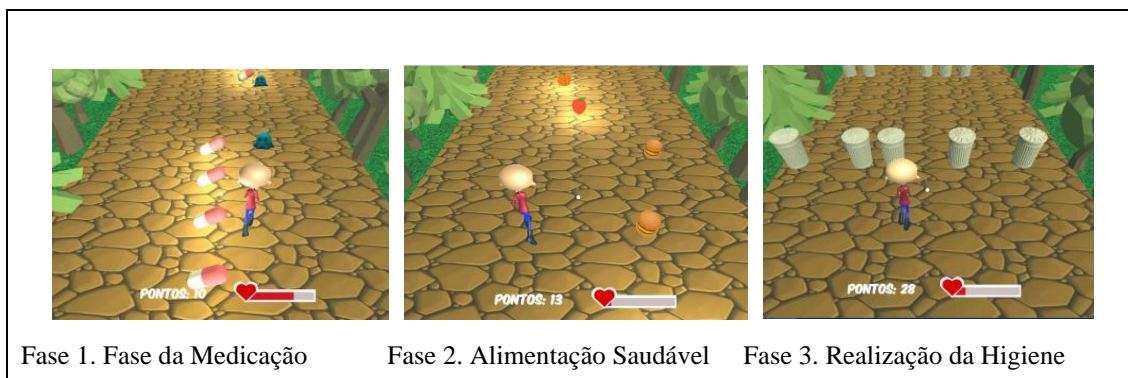 PONTOS: 10
PONTOS: 13
PONTOS: 28
Fase 1. Fase da Medicação
Fase 2. Alimentação Saudável
Fase 3. Realização da Higiene